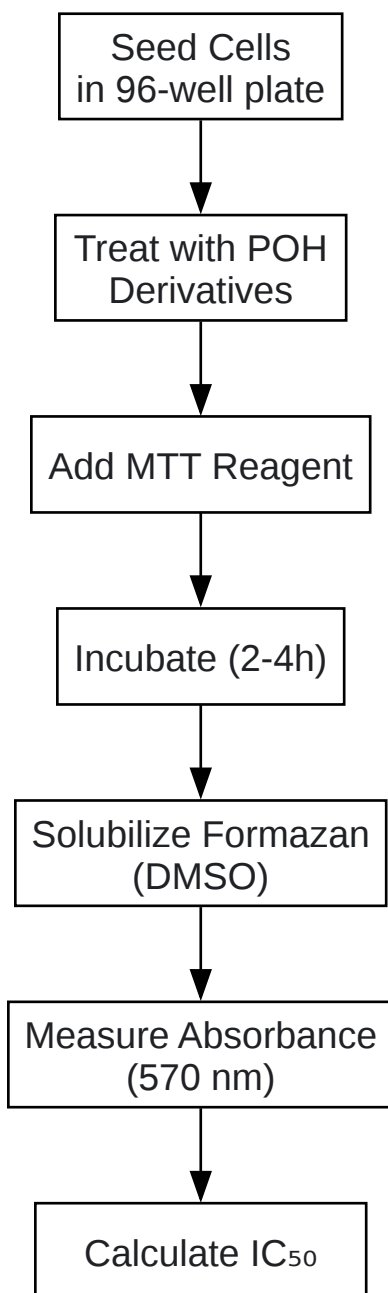 Seed Cells
in 96-well plate
Treat with POH
Derivatives
Add MTT Reagent
Incubate (2-4h)
Solubilize Formazan
(DMSO)
Measure Absorbance
(570 nm)
Calculate IC₅₀